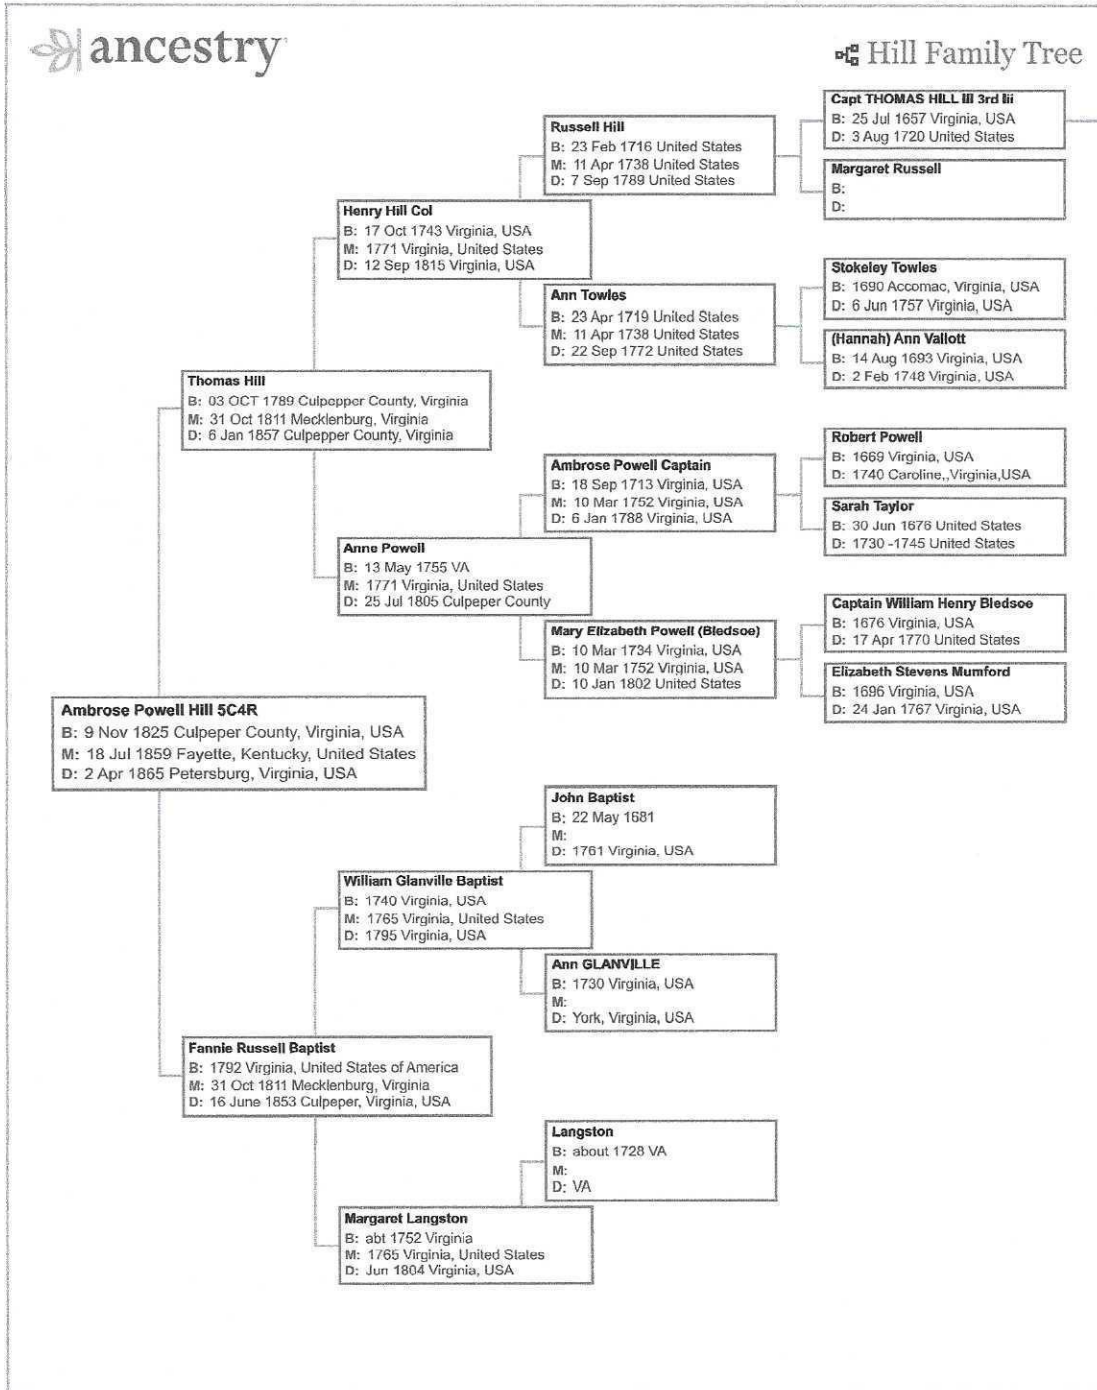 ancestry
Hill Family Tree
Capt THOMAS HILL III 3rd Iii
B: 25 Jul 1657 Virginia, USA
D: 3 Aug 1720 United States
Margaret Russell
B:
D:
Russell Hill
B: 23 Feb 1716 United States
M: 11 Apr 1738 United States
D: 7 Sep 1789 United States
Henry Hill Col
B: 17 Oct 1743 Virginia, USA
M: 1771 Virginia, United States
D: 12 Sep 1815 Virginia, USA
Stokeley Towles
B: 1690 Accomac, Virginia, USA
D: 6 Jun 1757 Virginia, USA
(Hannah) Ann Vallott
B: 14 Aug 1693 Virginia, USA
D: 2 Feb 1748 Virginia, USA
Ann Towles
B: 23 Apr 1719 United States
M: 11 Apr 1738 United States
D: 22 Sep 1772 United States
Thomas Hill
B: 03 OCT 1789 Culpepper County, Virginia
M: 31 Oct 1811 Mecklenburg, Virginia
D: 6 Jan 1857 Culpepper County, Virginia
Robert Powell
B: 1669 Virginia, USA
D: 1740 Caroline,,Virginia,USA
Sarah Taylor
B: 30 Jun 1676 United States
D: 1730 -1745 United States
Ambrose Powell Captain
B: 18 Sep 1713 Virginia, USA
M: 10 Mar 1752 Virginia, USA
D: 6 Jan 1788 Virginia, USA
Anne Powell
B: 13 May 1755 VA
M: 1771 Virginia, United States
D: 25 Jul 1805 Culpeper County
Captain William Henry Bledsoe
B: 1676 Virginia, USA
D: 17 Apr 1770 United States
Elizabeth Stevens Mumford
B: 1696 Virginia, USA
D: 24 Jan 1767 Virginia, USA
Mary Elizabeth Powell (Bledsoe)
B: 10 Mar 1734 Virginia, USA
M: 10 Mar 1752 Virginia, USA
D: 10 Jan 1802 United States
Ambrose Powell Hill 5C4R
B: 9 Nov 1825 Culpeper County, Virginia, USA
M: 18 Jul 1859 Fayette, Kentucky, United States
D: 2 Apr 1865 Petersburg, Virginia, USA
John Baptist
B: 22 May 1681
M:
D: 1761 Virginia, USA
William Glanville Baptist
B: 1740 Virginia, USA
M: 1765 Virginia, United States
D: 1795 Virginia, USA
Ann GLANVILLE
B: 1730 Virginia, USA
M:
D: York, Virginia, USA
Fannie Russell Baptist
B: 1792 Virginia, United States of America
M: 31 Oct 1811 Mecklenburg, Virginia
D: 16 June 1853 Culpeper, Virginia, USA
Langston
B: about 1728 VA
M:
D: VA
Margaret Langston
B: abt 1752 Virginia
M: 1765 Virginia, United States
D: Jun 1804 Virginia, USA